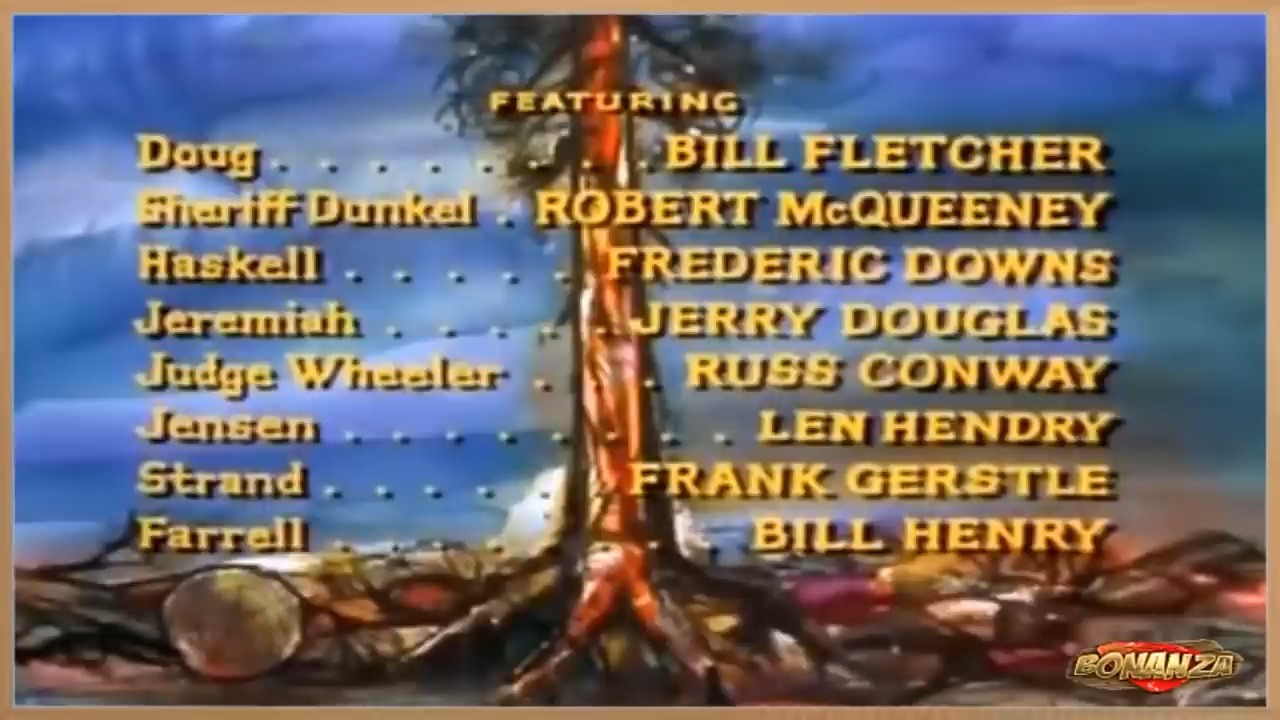 FEATURING
Doug . . . . . . . . BILL FLETCHER
Sheriff Dunkel . ROBERT McQUEENEY
Haskell . . . . . FREDERIC DOWNS
Jeremiah . . . . . JERRY DOUGLAS
Judge Wheeler . . . RUSS CONWAY
Jensen . . . . . . . . LEN HENDRY
Strand . . . . . FRANK GERSTLE
Farrell . . . . . . BILL HENRY
BONANZA